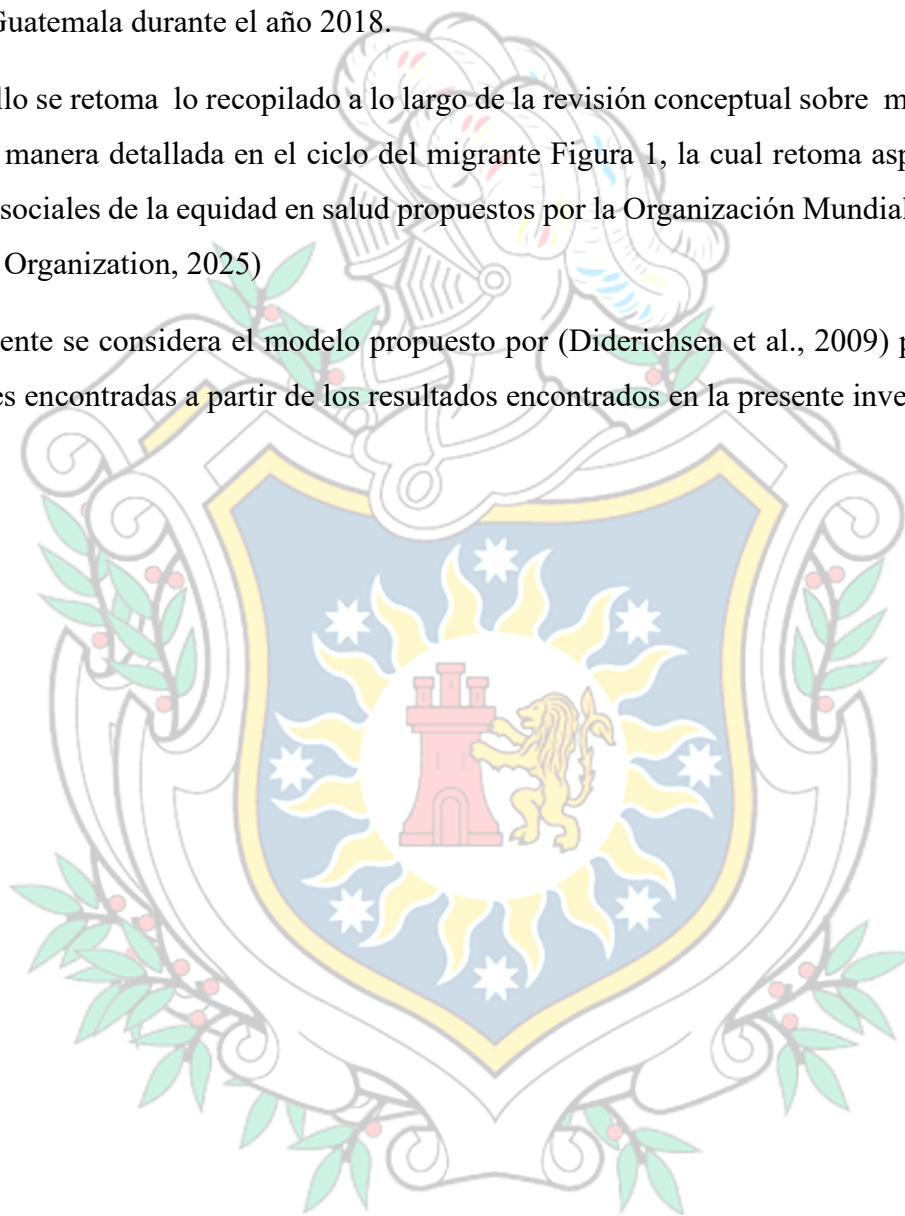 Guatemala durante el año 2018.
llo se retoma lo recopilado a lo largo de la revisión conceptual sobre m
manera detallada en el ciclo del migrante Figura 1, la cual retoma asp
sociales de la equidad en salud propuestos por la Organización Mundial
Organization, 2025)
ente se considera el modelo propuesto por (Diderichsen et al., 2009) p
es encontradas a partir de los resultados encontrados en la presente inve